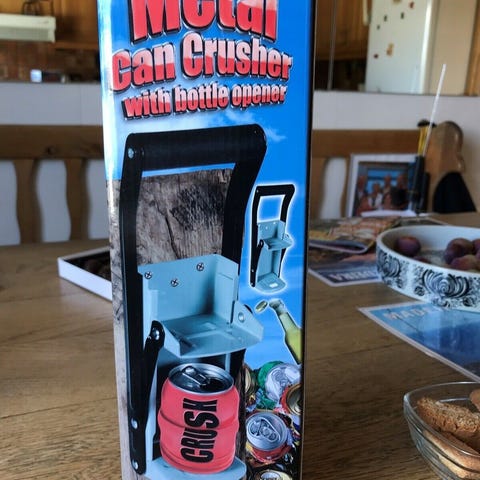 Metal
Can Crusher
with bottle opener
CRUSH